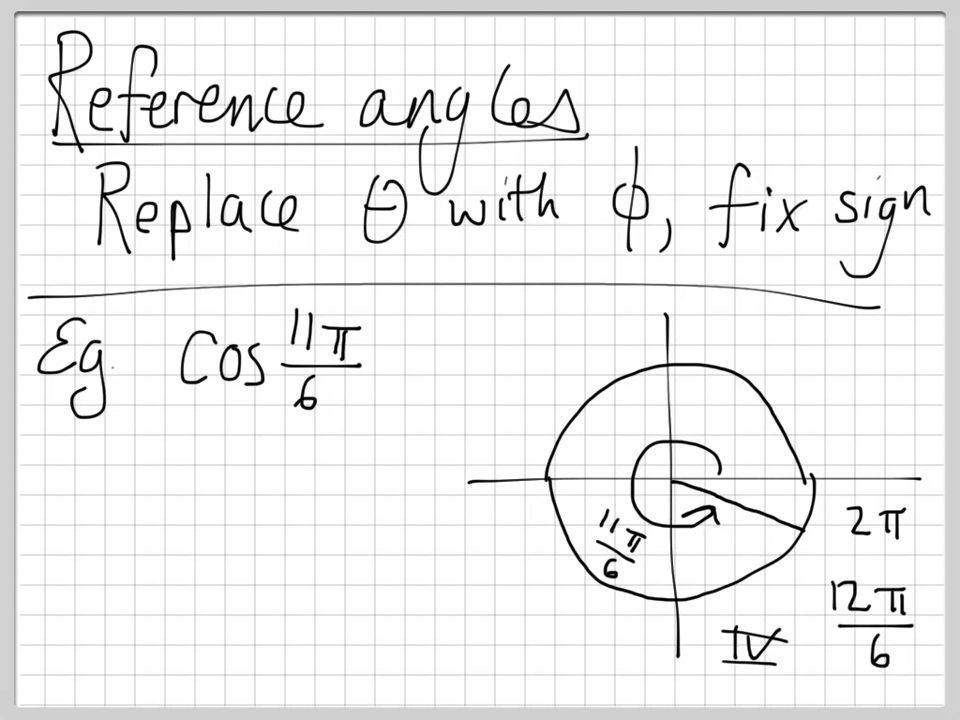 Reference angles
Replace θ with ϕ, fix sign
Eg cos 11π/6
11π/6
2π
12π/6
IV